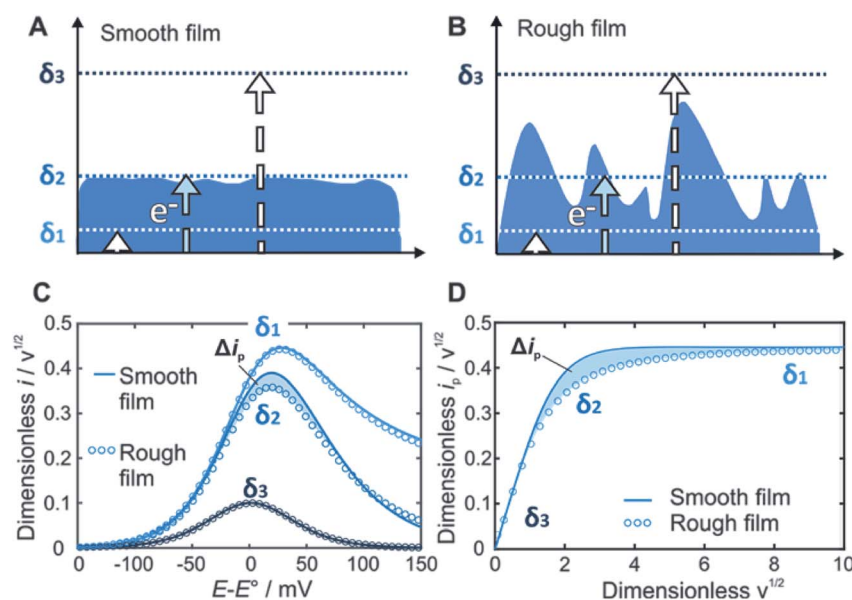 A Smooth film
δ3
δ2
e-
δ1
B Rough film
δ3
δ2
e-
δ1
C
Dimensionless i / v1/2
0.5
0.4
0.3
0.2
0.1
0
δ1
Δip
Smooth
film
δ2
Rough
film
δ3
-100 -50 0 50 100 150
E-E° / mV
D
Dimensionless ip / v1/2
0.5
0.4
0.3
0.2
0.1
0
Δip
δ1
δ2
δ3
Smooth film
Rough film
0 2 4 6 8 10
Dimensionless v1/2